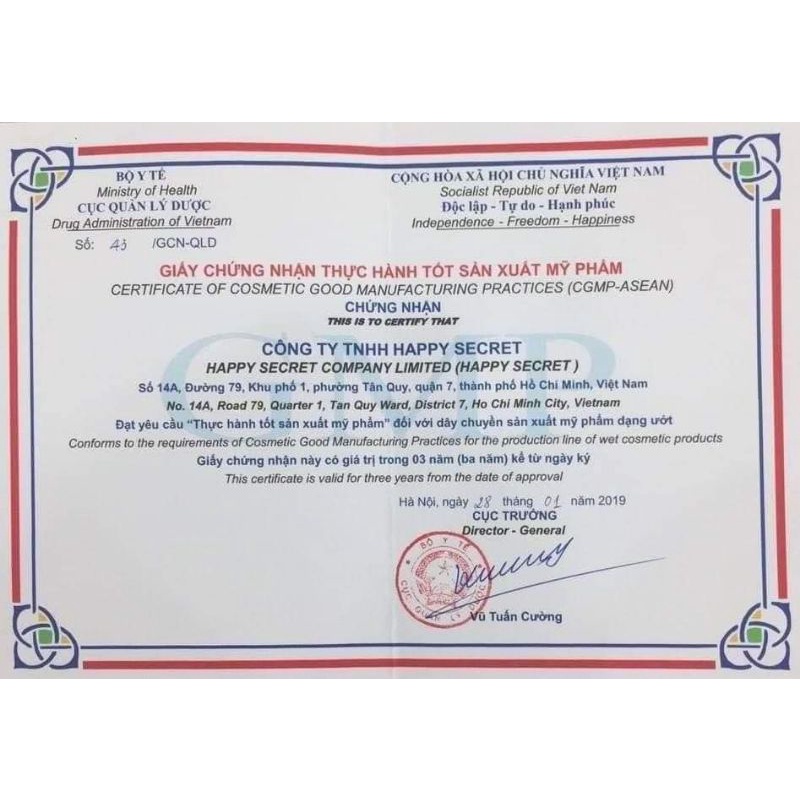 BỘ Y TẾ
Ministry of Health
CỤC QUẢN LÝ DƯỢC
Drug Administration of Vietnam
Số: 43 /GCN-QLD
CỘNG HÒA XÃ HỘI CHỦ NGHĨA VIỆT NAM
Socialist Republic of Viet Nam
Độc lập - Tự do - Hạnh phúc
Independence - Freedom - Happiness
GIẤY CHỨNG NHẬN THỰC HÀNH TỐT SẢN XUẤT MỸ PHẨM
CERTIFICATE OF COSMETIC GOOD MANUFACTURING PRACTICES (CGMP-ASEAN)
CHỨNG NHẬN
THIS IS TO CERTIFY THAT
GMP
CÔNG TY TNHH HAPPY SECRET
HAPPY SECRET COMPANY LIMITED (HAPPY SECRET )
Số 14A, Đường 79, Khu phố 1, phường Tân Quy, quận 7, thành phố Hồ Chí Minh, Việt Nam
No. 14A, Road 79, Quarter 1, Tan Quy Ward, District 7, Ho Chi Minh City, Vietnam
Đạt yêu cầu "Thực hành tốt sản xuất mỹ phẩm" đối với dây chuyền sản xuất mỹ phẩm dạng ướt
Conforms to the requirements of Cosmetic Good Manufacturing Practices for the production line of wet cosmetic products
Giấy chứng nhận này có giá trị trong 03 năm (ba năm) kể từ ngày ký
This certificate is valid for three years from the date of approval
Hà Nội, ngày 28 tháng 01 năm 2019
CỤC TRƯỞNG
Director - General
BỘ Y TẾ
CỤC QUẢN LÝ DƯỢC
Vũ Tuấn Cường